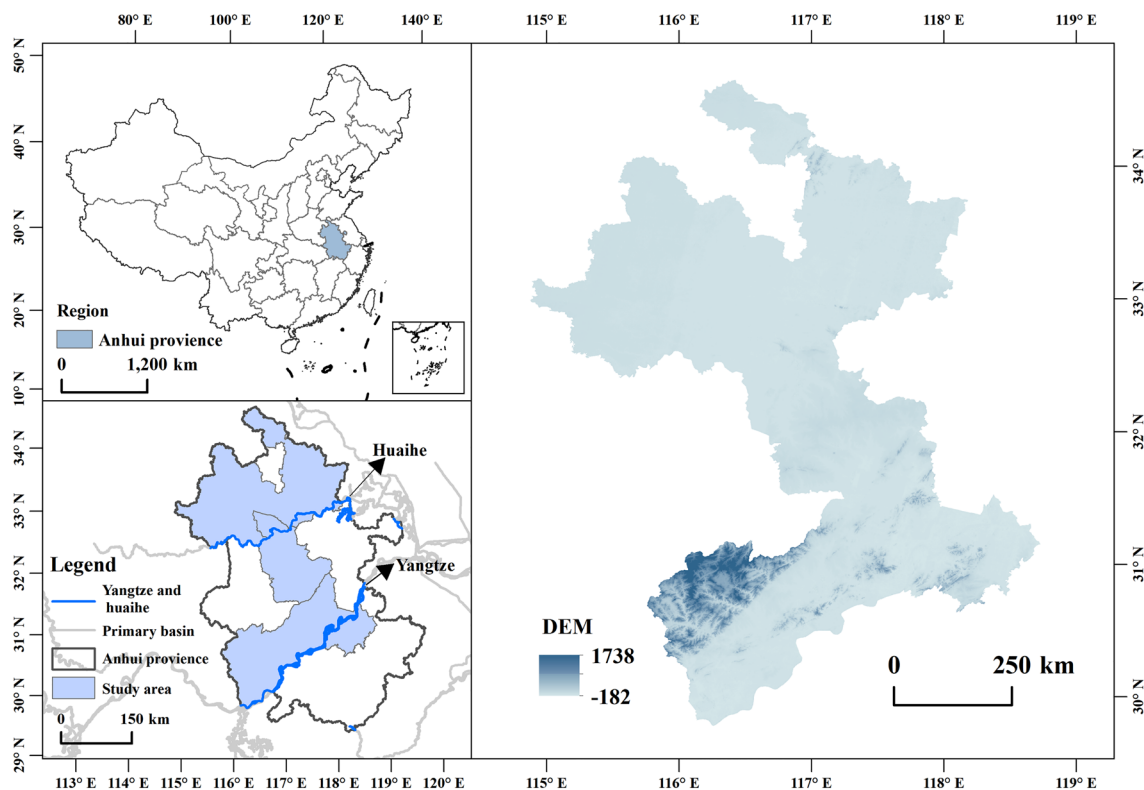 80° E 100° E 120° E 140° E
115° E 116° E 117° E 118° E 119° E
50° N
40° N
30° N
20° N
10° N
Region
Anhui provience
0 1,200 km
34° N
33° N
32° N
31° N
30° N
29° N
Huaihe
Yangtze
Legend
Yangtze and
huaihe
Primary basin
Anhui provience
Study area
0 150 km
113° E 114° E 115° E 116° E 117° E 118° E 119° E 120° E
34° N
33° N
32° N
31° N
30° N
DEM
1738
-182
0 250 km
115° E 116° E 117° E 118° E 119° E